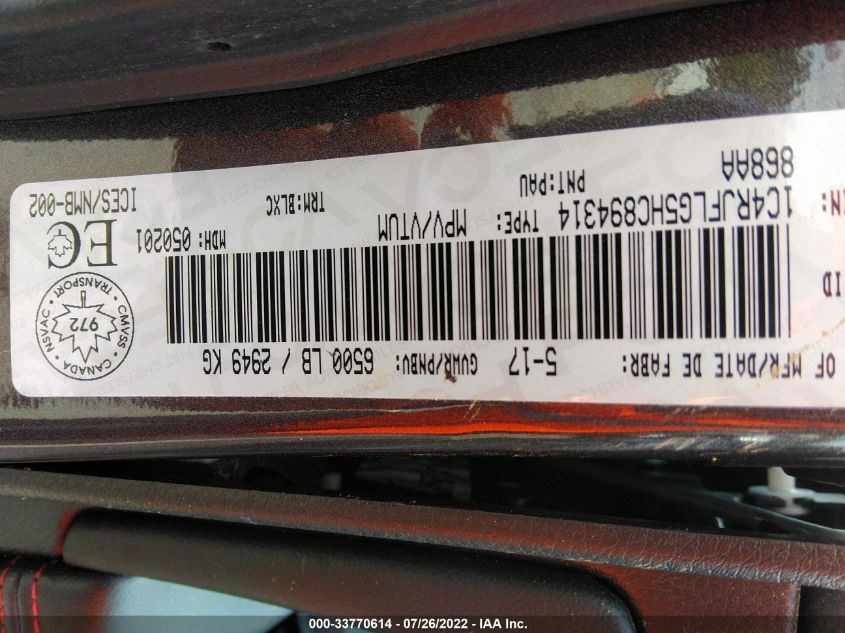 OF MFR/DATE DE FABR: 5-17 GVWR/PNBV: 6500 LB / 2949 KG
ID
IN: 1C4RJFLG5HC894314 TYPE: MPV/VTUM MDH: 050201
868AA PNT:PAU TRM:BLXC ICES/NMB-002
EC
CANADA
NSVAC
TRANSPORT
CMVSS
972
000-33770614 - 07/26/2022 - IAA Inc.